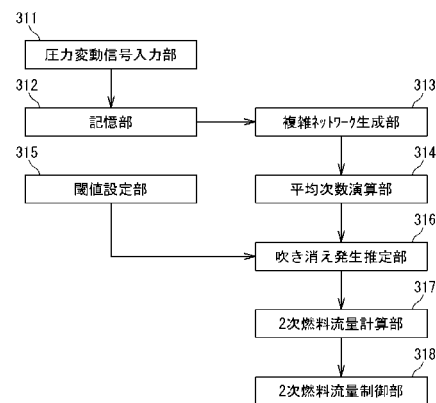 311
圧力変動信号入力部
312
記憶部
313
複雑ネットワーク生成部
315
閾値設定部
314
平均次数演算部
316
吹き消え発生推定部
317
2次燃料流量計算部
318
2次燃料流量制御部